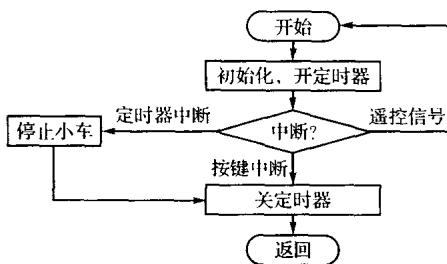 开始
初始化，开定时器
定时器中断
中断?
遥控信号
停止小车
按键中断
关定时器
返回